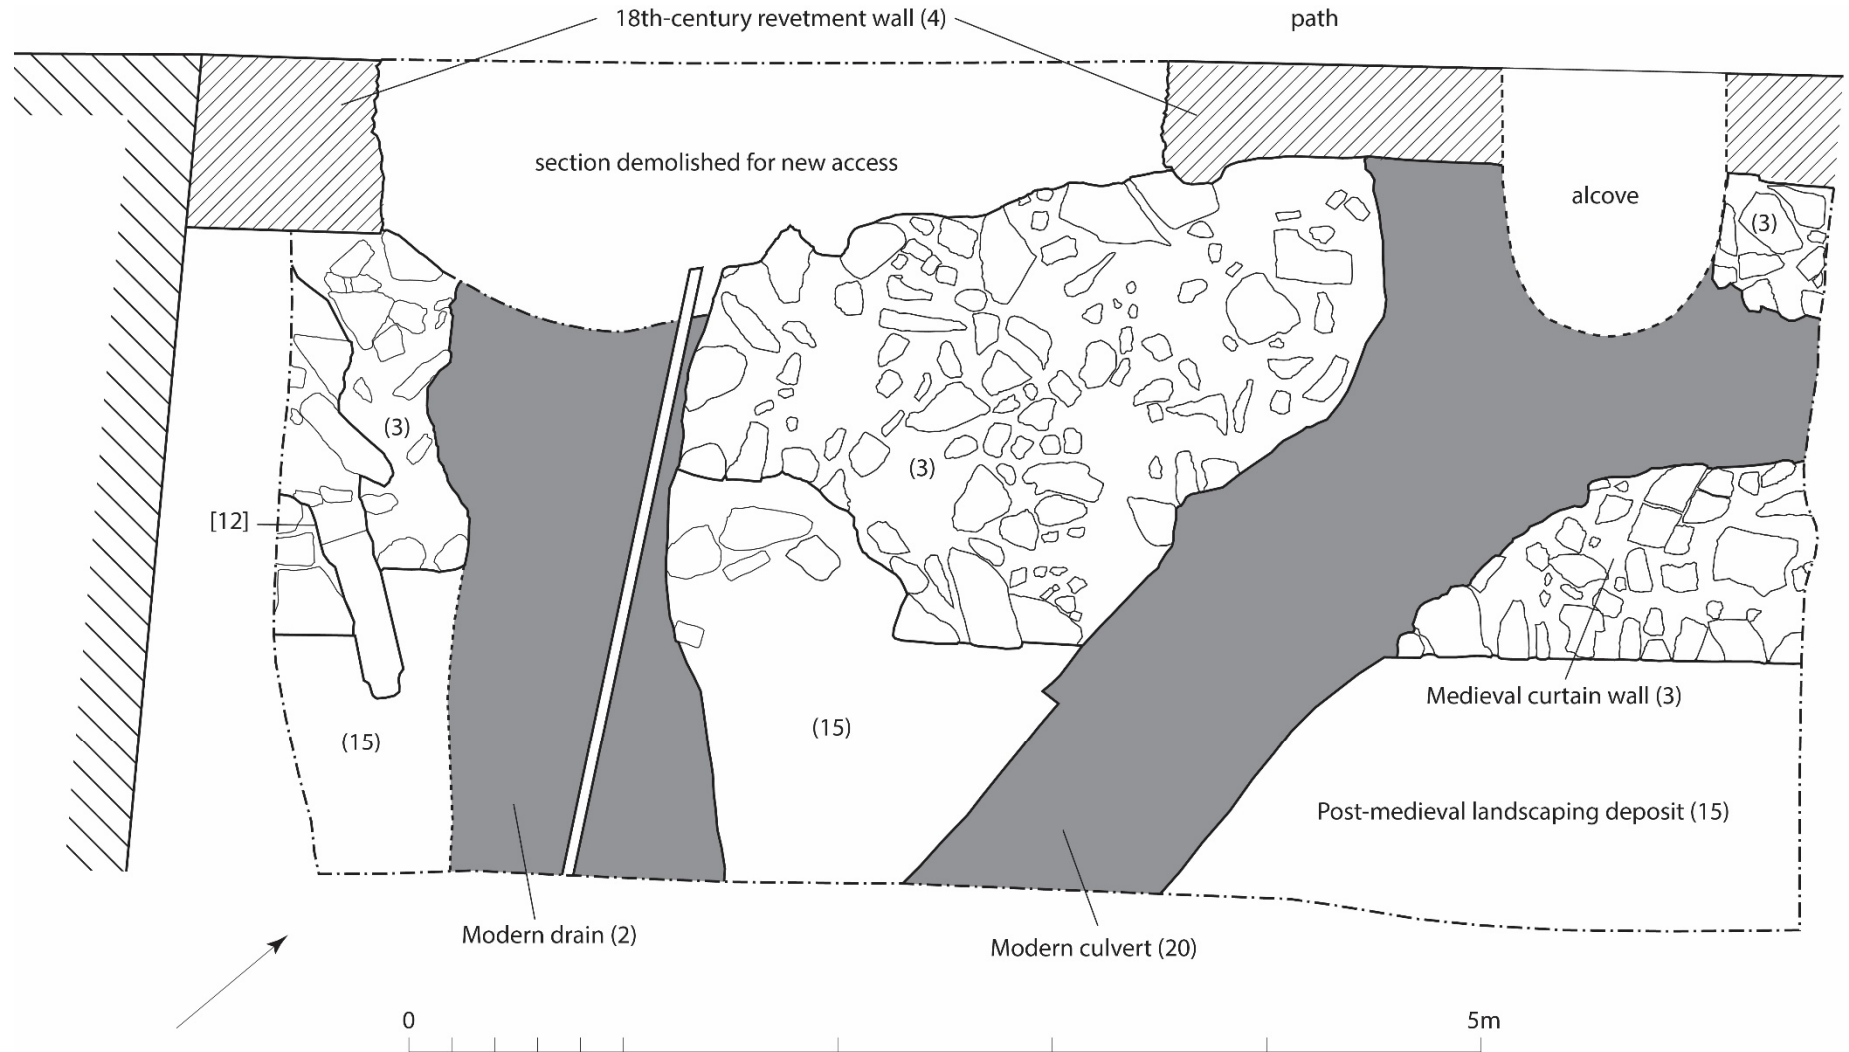 18th-century revetment wall (4)
path
section demolished for new access
alcove
(3)
(3)
(3)
[12]
Medieval curtain wall (3)
(15)
(15)
Post-medieval landscaping deposit (15)
Modern drain (2)
Modern culvert (20)
0
5m